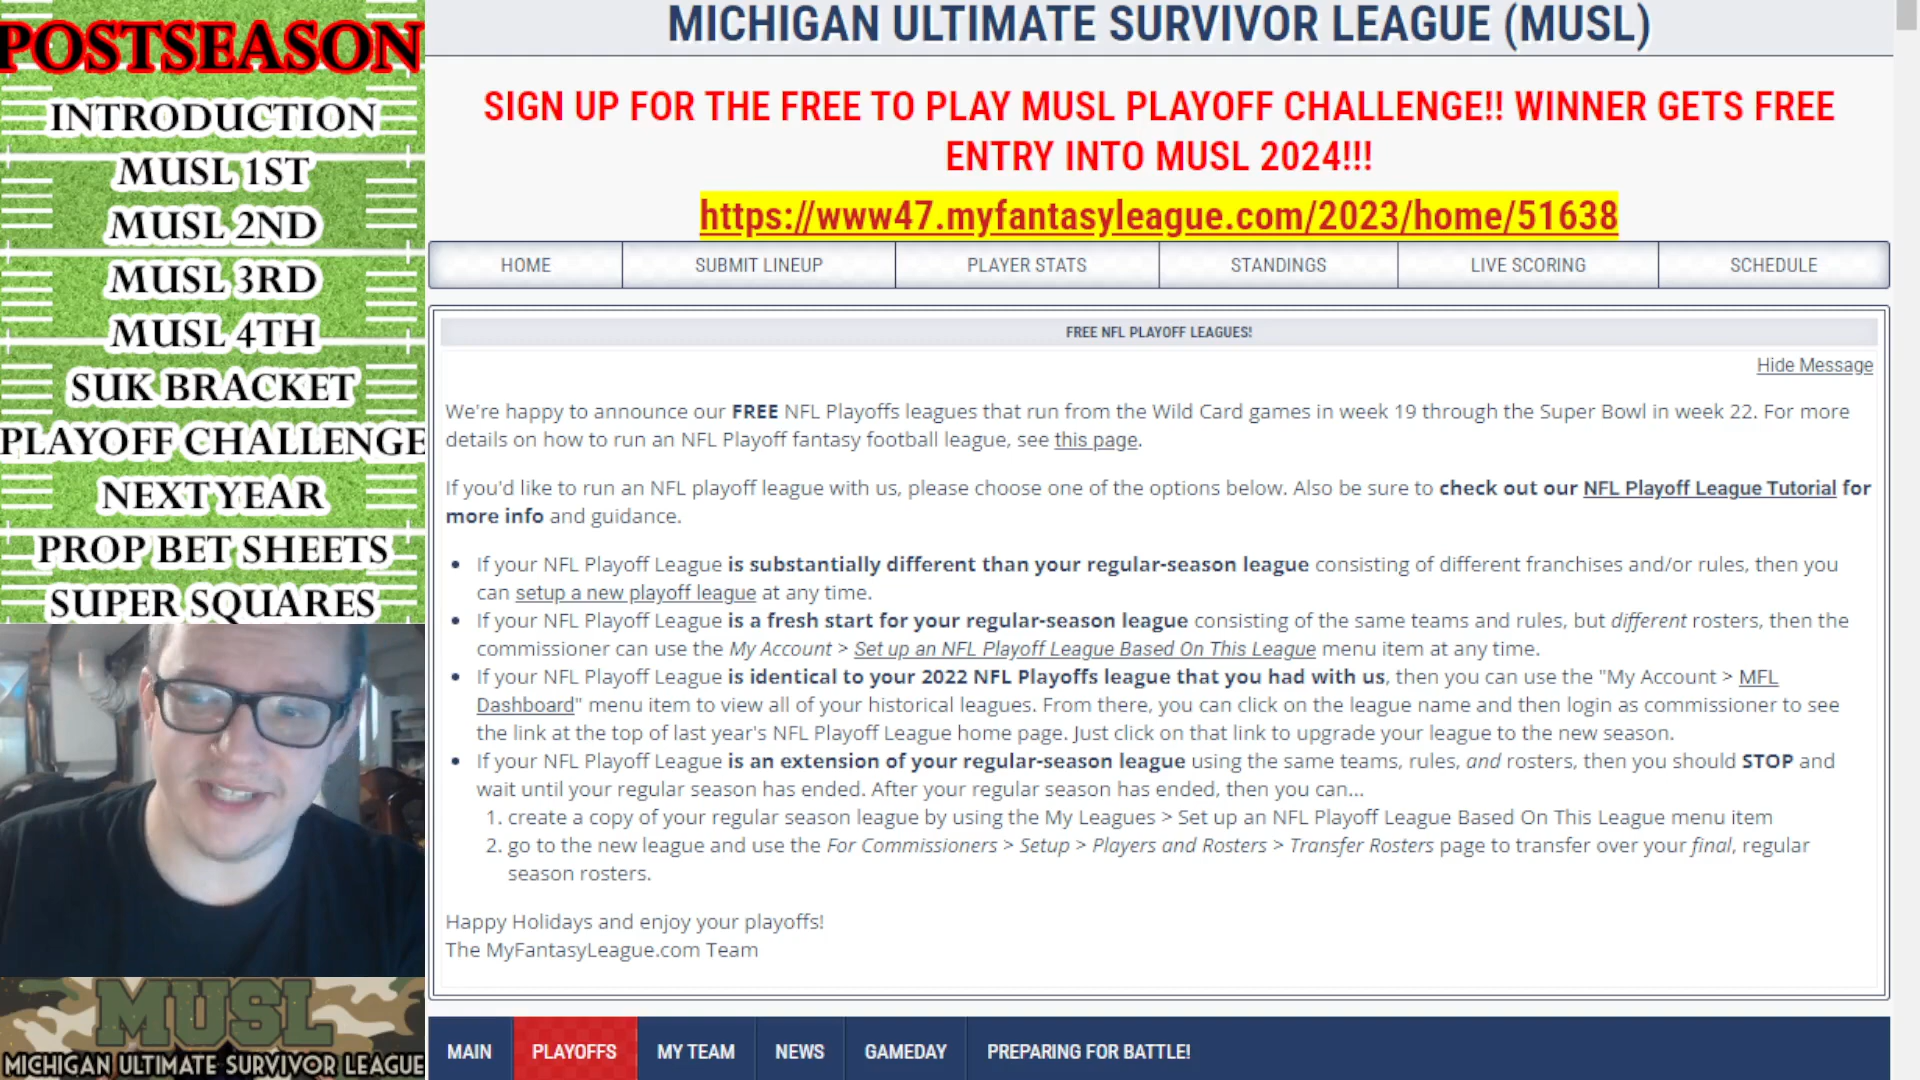 POSTSEASON
INTRODUCTION
MUSL 1ST
MUSL 2ND
MUSL 3RD
MUSL 4TH
SUK BRACKET
PLAYOFF CHALLENGE
NEXT YEAR
PROP BET SHEETS
SUPER SQUARES
MUSL
MICHIGAN ULTIMATE SURVIVOR LEAGUE
MICHIGAN ULTIMATE SURVIVOR LEAGUE (MUSL)
SIGN UP FOR THE FREE TO PLAY MUSL PLAYOFF CHALLENGE!! WINNER GETS FREE
ENTRY INTO MUSL 2024!!!
https://www47.myfantasyleague.com/2023/home/51638
HOME SUBMIT LINEUP PLAYER STATS STANDINGS LIVE SCORING SCHEDULE
FREE NFL PLAYOFF LEAGUES!
Hide Message
We're happy to announce our FREE NFL Playoffs leagues that run from the Wild Card games in week 19 through the Super Bowl in week 22. For more
details on how to run an NFL Playoff fantasy football league, see this page.
If you'd like to run an NFL playoff league with us, please choose one of the options below. Also be sure to check out our NFL Playoff League Tutorial for
more info and guidance.
• If your NFL Playoff League is substantially different than your regular-season league consisting of different franchises and/or rules, then you
can setup a new playoff league at any time.
• If your NFL Playoff League is a fresh start for your regular-season league consisting of the same teams and rules, but different rosters, then the
commissioner can use the My Account > Set up an NFL Playoff League Based On This League menu item at any time.
• If your NFL Playoff League is identical to your 2022 NFL Playoffs league that you had with us, then you can use the "My Account > MFL
Dashboard" menu item to view all of your historical leagues. From there, you can click on the league name and then login as commissioner to see
the link at the top of last year's NFL Playoff League home page. Just click on that link to upgrade your league to the new season.
• If your NFL Playoff League is an extension of your regular-season league using the same teams, rules, and rosters, then you should STOP and
wait until your regular season has ended. After your regular season has ended, then you can...
1. create a copy of your regular season league by using the My Leagues > Set up an NFL Playoff League Based On This League menu item
2. go to the new league and use the For Commissioners > Setup > Players and Rosters > Transfer Rosters page to transfer over your final, regular
season rosters.
Happy Holidays and enjoy your playoffs!
The MyFantasyLeague.com Team
MAIN PLAYOFFS MY TEAM NEWS GAMEDAY PREPARING FOR BATTLE!